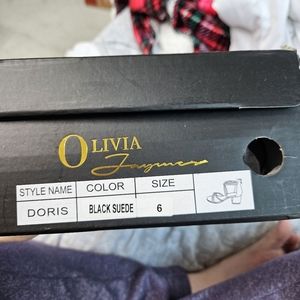 OLIVIA
Jaymes
STYLE NAME COLOR SIZE
DORIS BLACK SUEDE 6